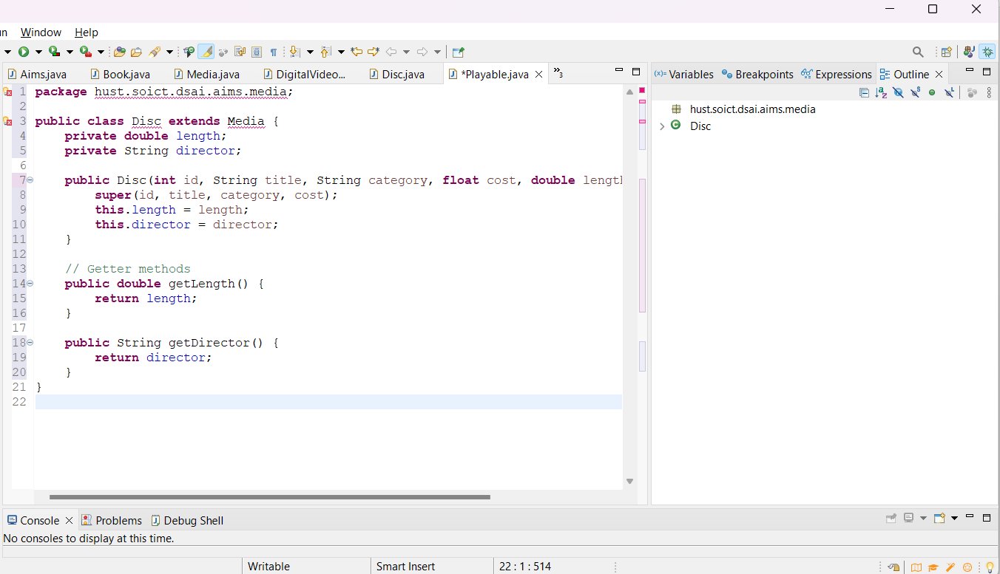 Window Help
Aims.java Book.java Media.java DigitalVideo... Disc.java *Playable.java »3
(x)= Variables Breakpoints Expressions Outline
1 package hust.soict.dsai.aims.media;
2
3 public class Disc extends Media {
4 private double length;
5 private String director;
6
7 public Disc(int id, String title, String category, float cost, double lengt
8 super(id, title, category, cost);
9 this.length = length;
10 this.director = director;
11 }
12
13 // Getter methods
14 public double getLength() {
15 return length;
16 }
17
18 public String getDirector() {
19 return director;
20 }
21 }
22
hust.soict.dsai.aims.media
Disc
Console Problems Debug Shell
No consoles to display at this time.
Writable Smart Insert 22 : 1 : 514